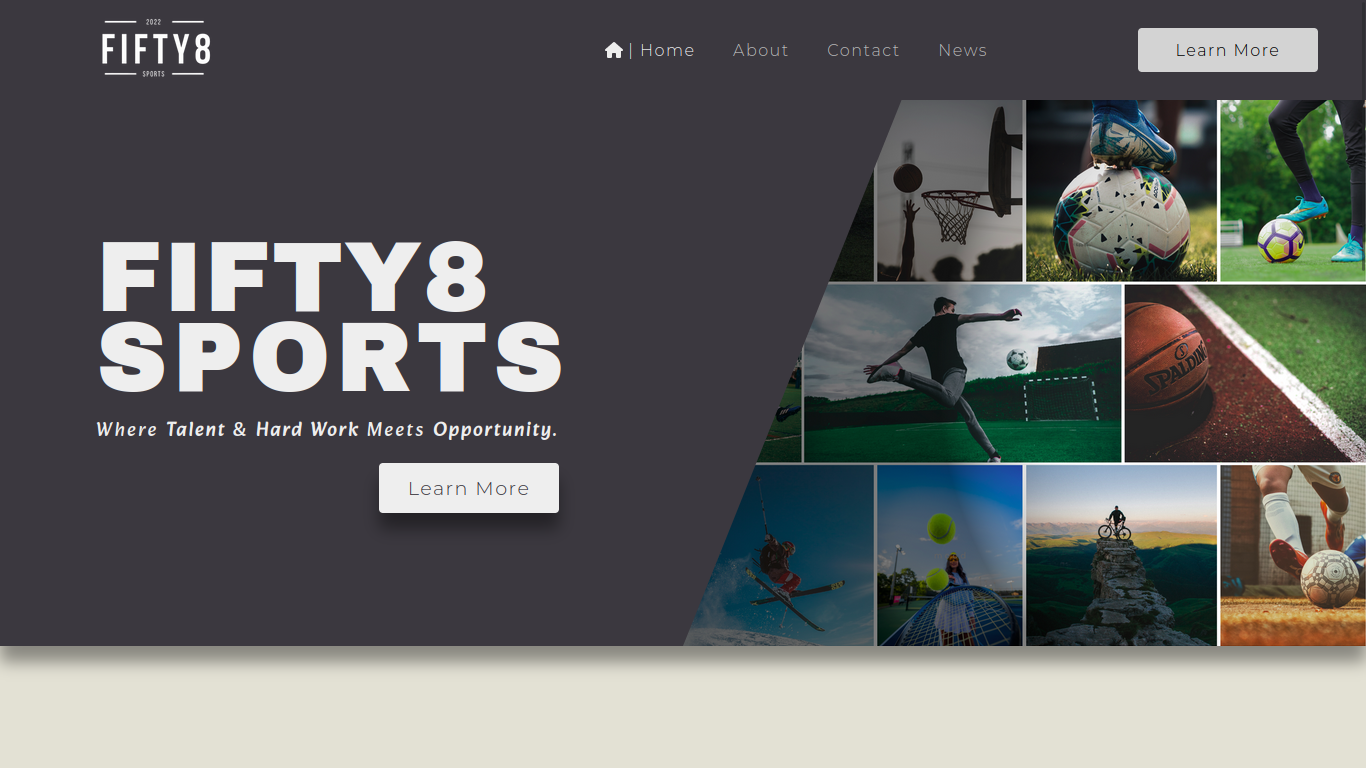 2022
FIFTY8
SPORTS
| Home About Contact News
Learn More
FIFTY8
SPORTS
Where Talent & Hard Work Meets Opportunity.
Learn More
SPALDING